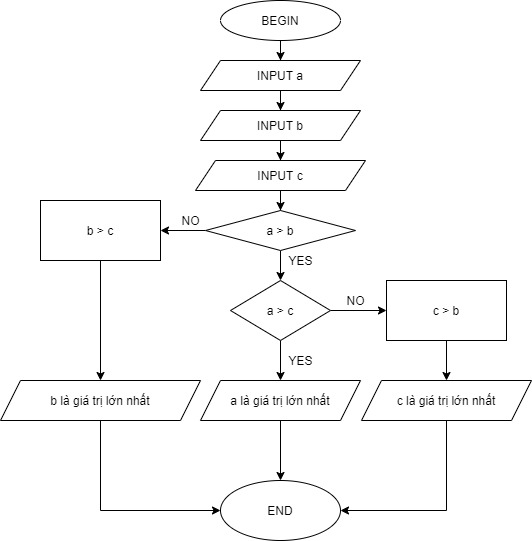 BEGIN
INPUT a
INPUT b
INPUT c
b > c
NO
a > b
YES
a > c
NO
c > b
YES
b là giá trị lớn nhất
a là giá trị lớn nhất
c là giá trị lớn nhất
END